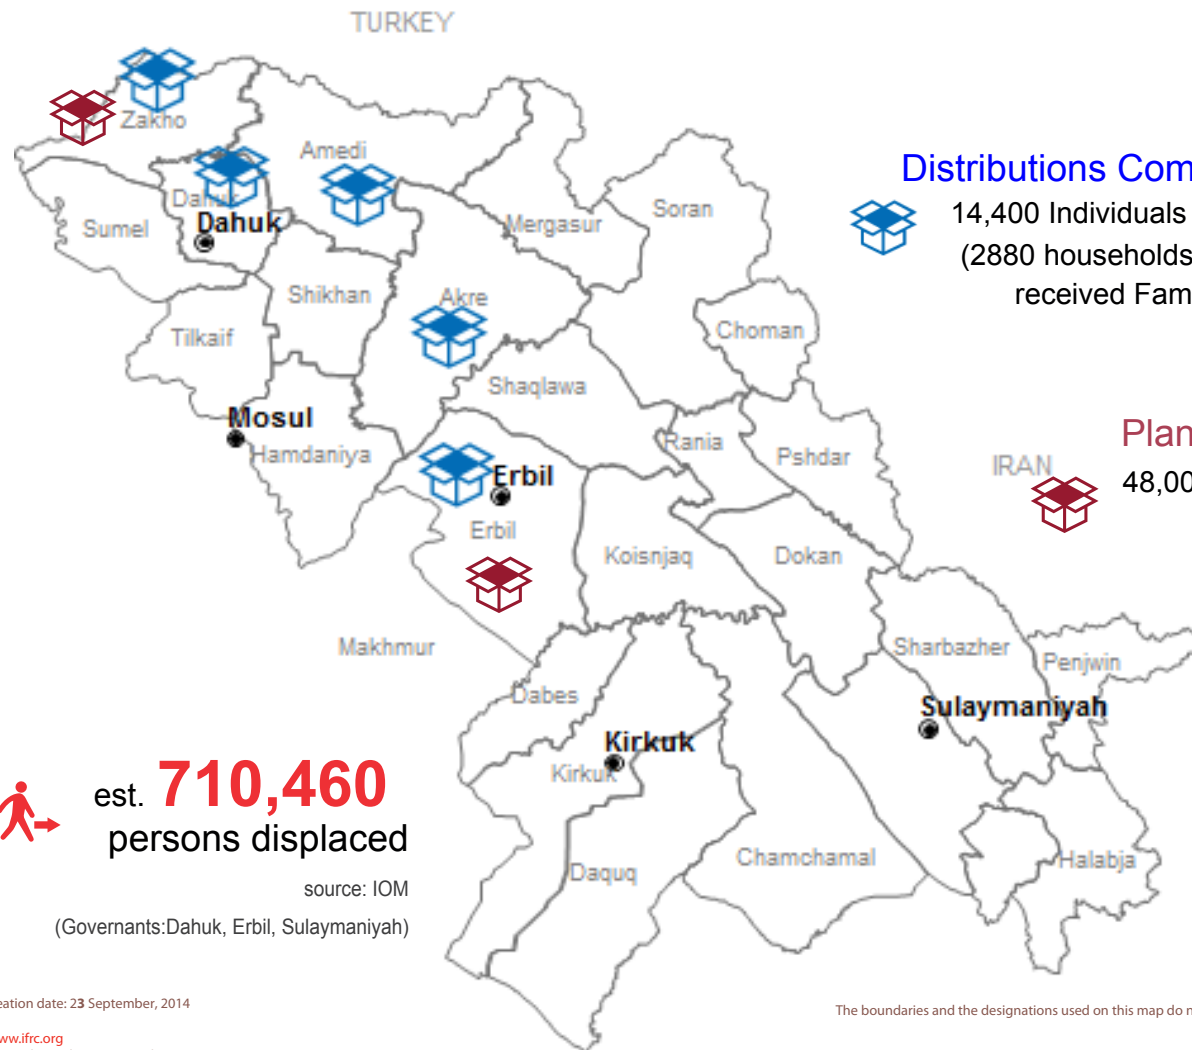 TURKEY
Zakho
Amedi
Dahuk
Dahuk
Sumel
Mergasur
Soran
Distributions Com
14,400 Individuals
(2880 households
received Fam
Shikhan
Akre
Tilkaif
Choman
Shaqlawa
Mosul
Hamdaniya
Rania
Pshdar
IRAN
Plan
48,00
Erbil
Erbil
Koisnjaq
Dokan
Makhmur
Sharbazher
Penjwin
Dabes
Sulaymaniyah
Kirkuk
Kirkuk
est. 710,460
persons displaced
source: IOM
(Governants:Dahuk, Erbil, Sulaymaniyah)
Daquq
Chamchamal
Halabja
eation date: 23 September, 2014
The boundaries and the designations used on this map do n
ww.ifrc.org